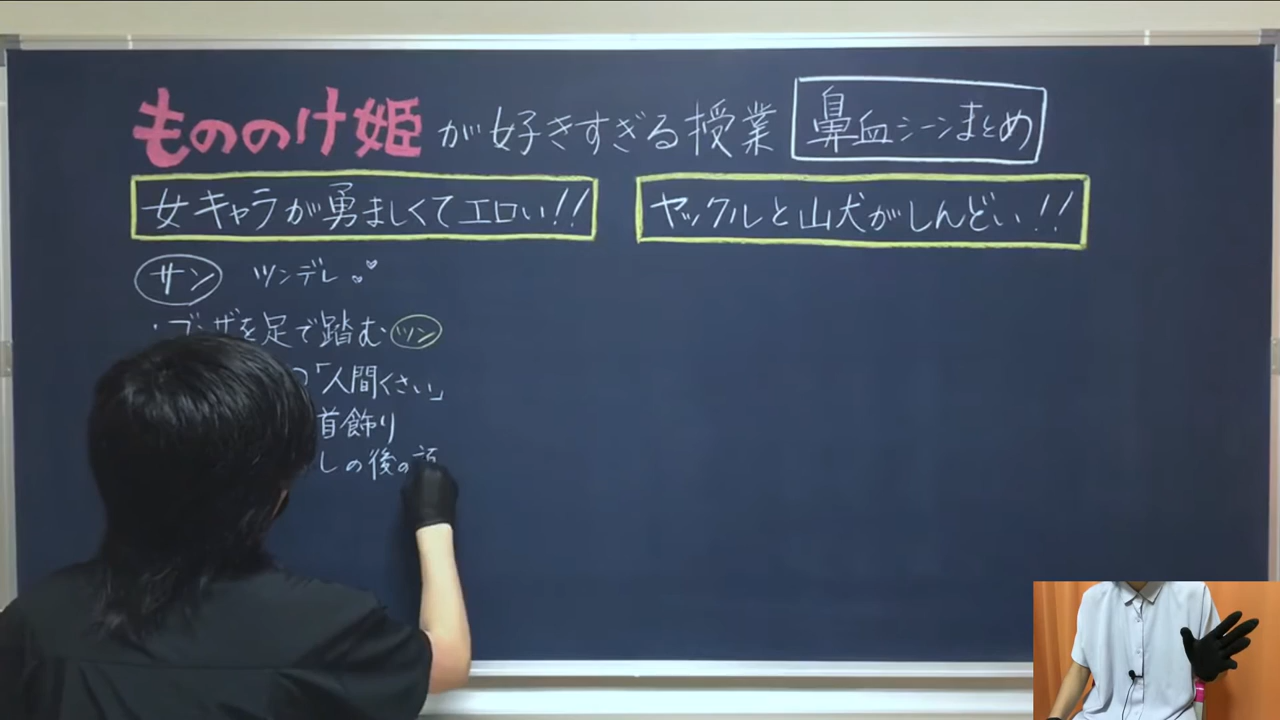 もののけ姫が好きすぎる授業 鼻血シーンまとめ
女キャラが勇ましくてエロい!!
ヤックルと山犬がしんどい!!
サン ツンデレ♥♥
・ゴンザを足で踏む ツン
「人間くさい」
首飾り
しの後の